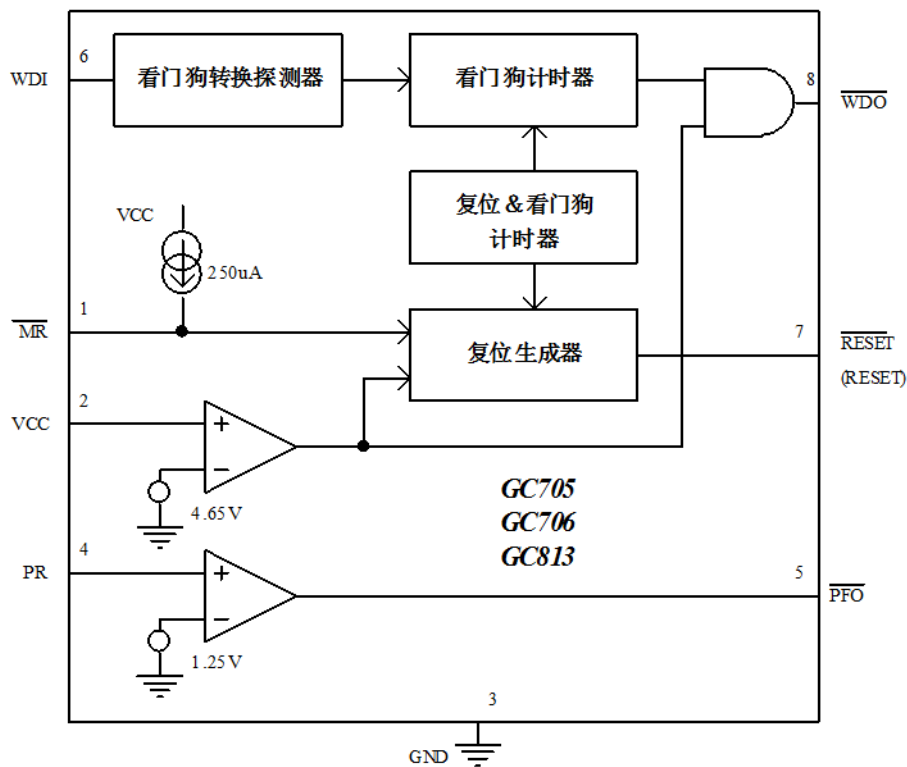 6
WDI
看门狗转换探测器
看门狗计时器
8
WDO
复位&看门狗
计时器
VCC
250uA
1
MR
复位生成器
7
RESET
(RESET)
2
VCC
+
−
4.65V
GC705
GC706
GC813
4
PR
+
−
1.25V
5
PFO
3
GND